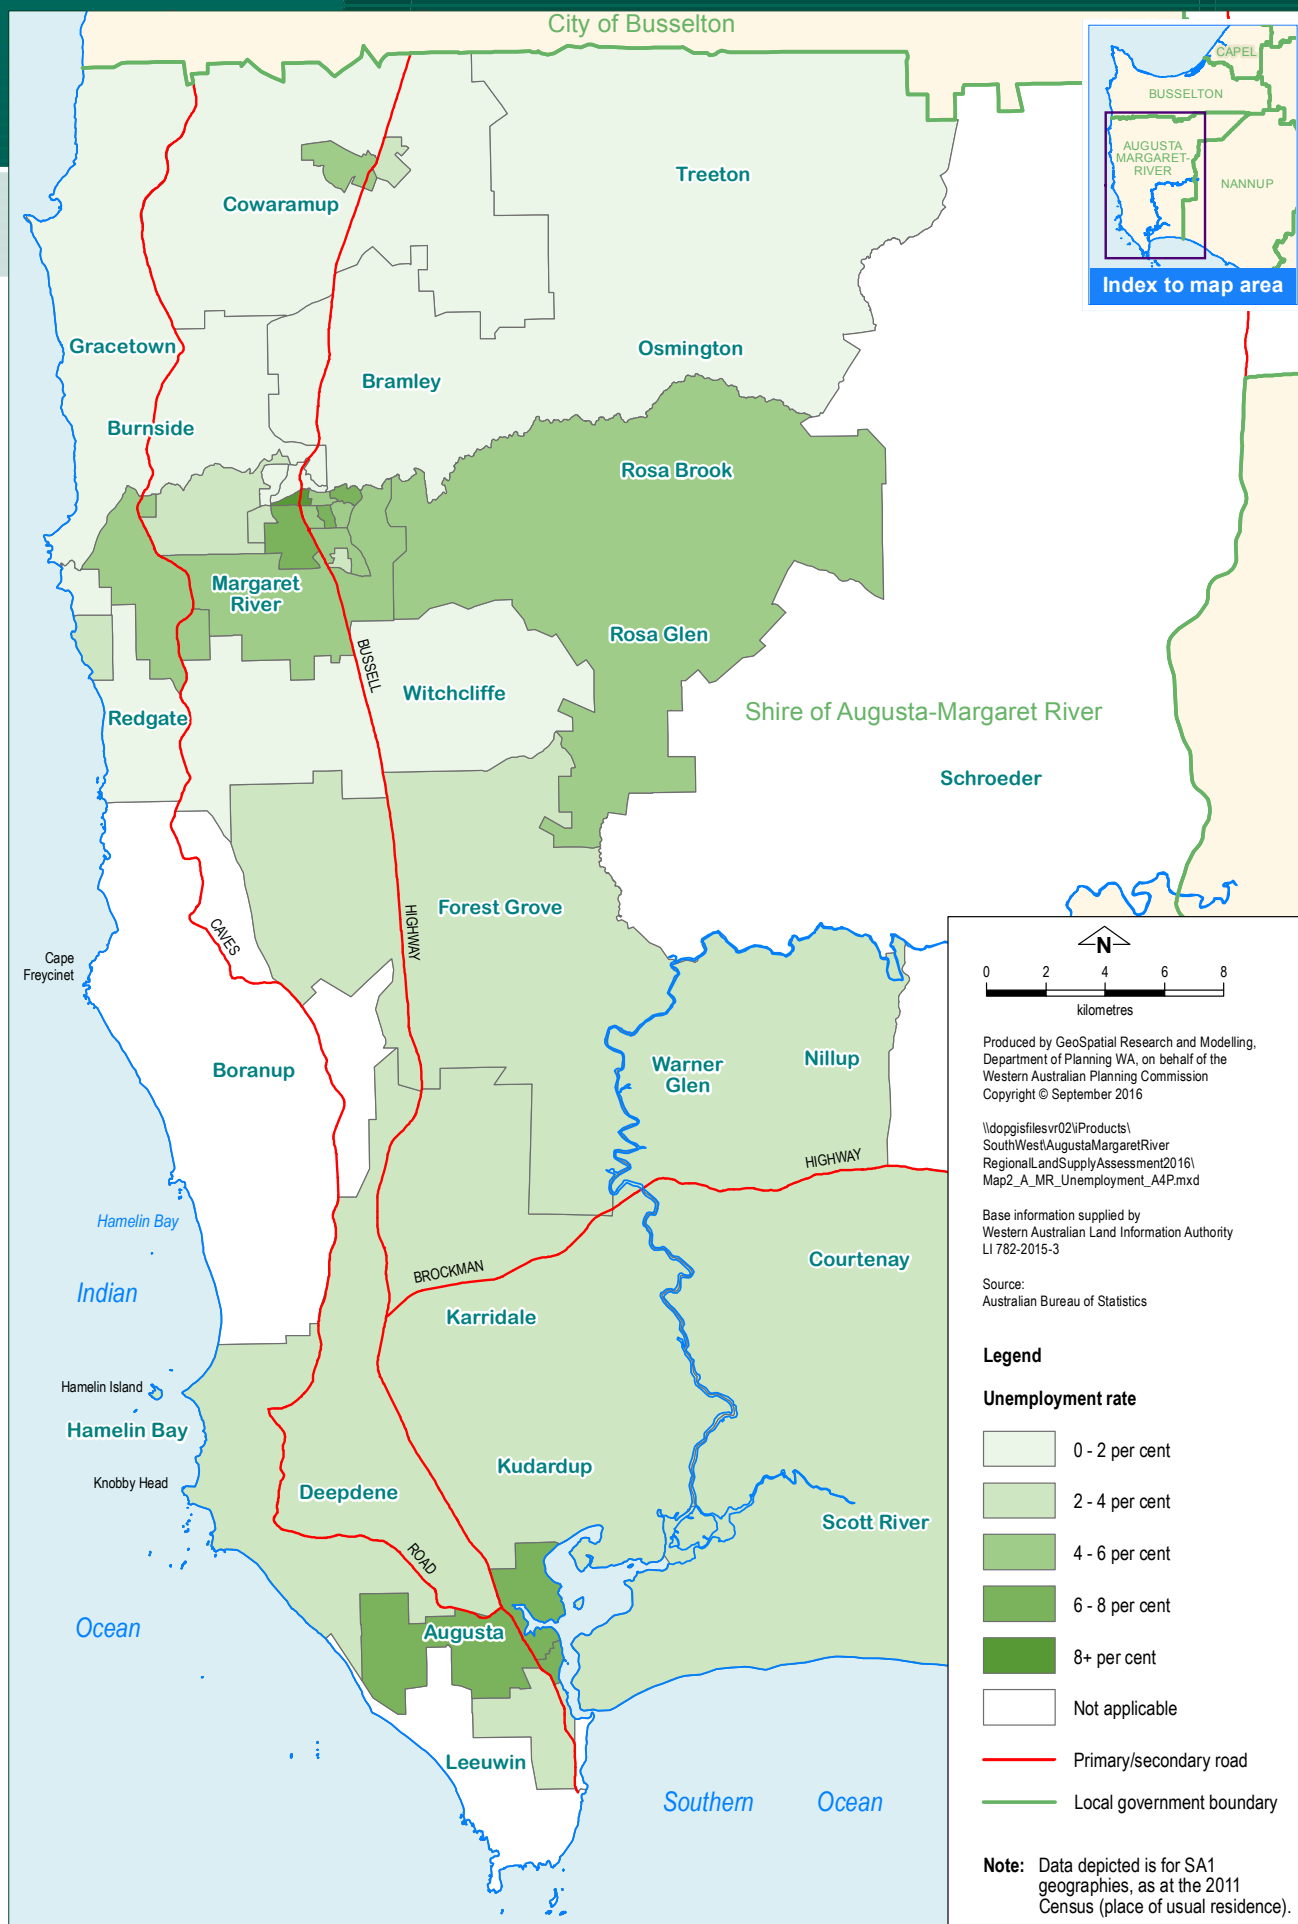 City of Busselton
CAPEL
BUSSELTON
AUGUSTA
MARGARET-
RIVER
NANNUP
Index to map area
Treeton
Cowaramup
Gracetown
Osmington
Bramley
Burnside
Rosa Brook
Margaret
River
Rosa Glen
BUSSELL
Witchcliffe
Redgate
Shire of Augusta-Margaret River
Schroeder
Forest Grove
CAVES
HIGHWAY
Cape
Freycinet
Boranup
Warner
Glen
Nillup
HIGHWAY
Hamelin Bay
Courtenay
BROCKMAN
Indian
Karridale
Hamelin Island
Hamelin Bay
Kudardup
Knobby Head
Deepdene
Scott River
ROAD
Ocean
Augusta
Leeuwin
Southern Ocean
N
0 2 4 6 8
kilometres
Produced by GeoSpatial Research and Modelling,
Department of Planning WA, on behalf of the
Western Australian Planning Commission
Copyright © September 2016
\\dopgisfilesvr02\iProducts\
SouthWest\AugustaMargaretRiver
RegionalLandSupplyAssessment2016\
Map2_A_MR_Unemployment_A4P.mxd
Base information supplied by
Western Australian Land Information Authority
LI 782-2015-3
Source:
Australian Bureau of Statistics
Legend
Unemployment rate
0 - 2 per cent
2 - 4 per cent
4 - 6 per cent
6 - 8 per cent
8+ per cent
Not applicable
Primary/secondary road
Local government boundary
Note: Data depicted is for SA1
geographies, as at the 2011
Census (place of usual residence).